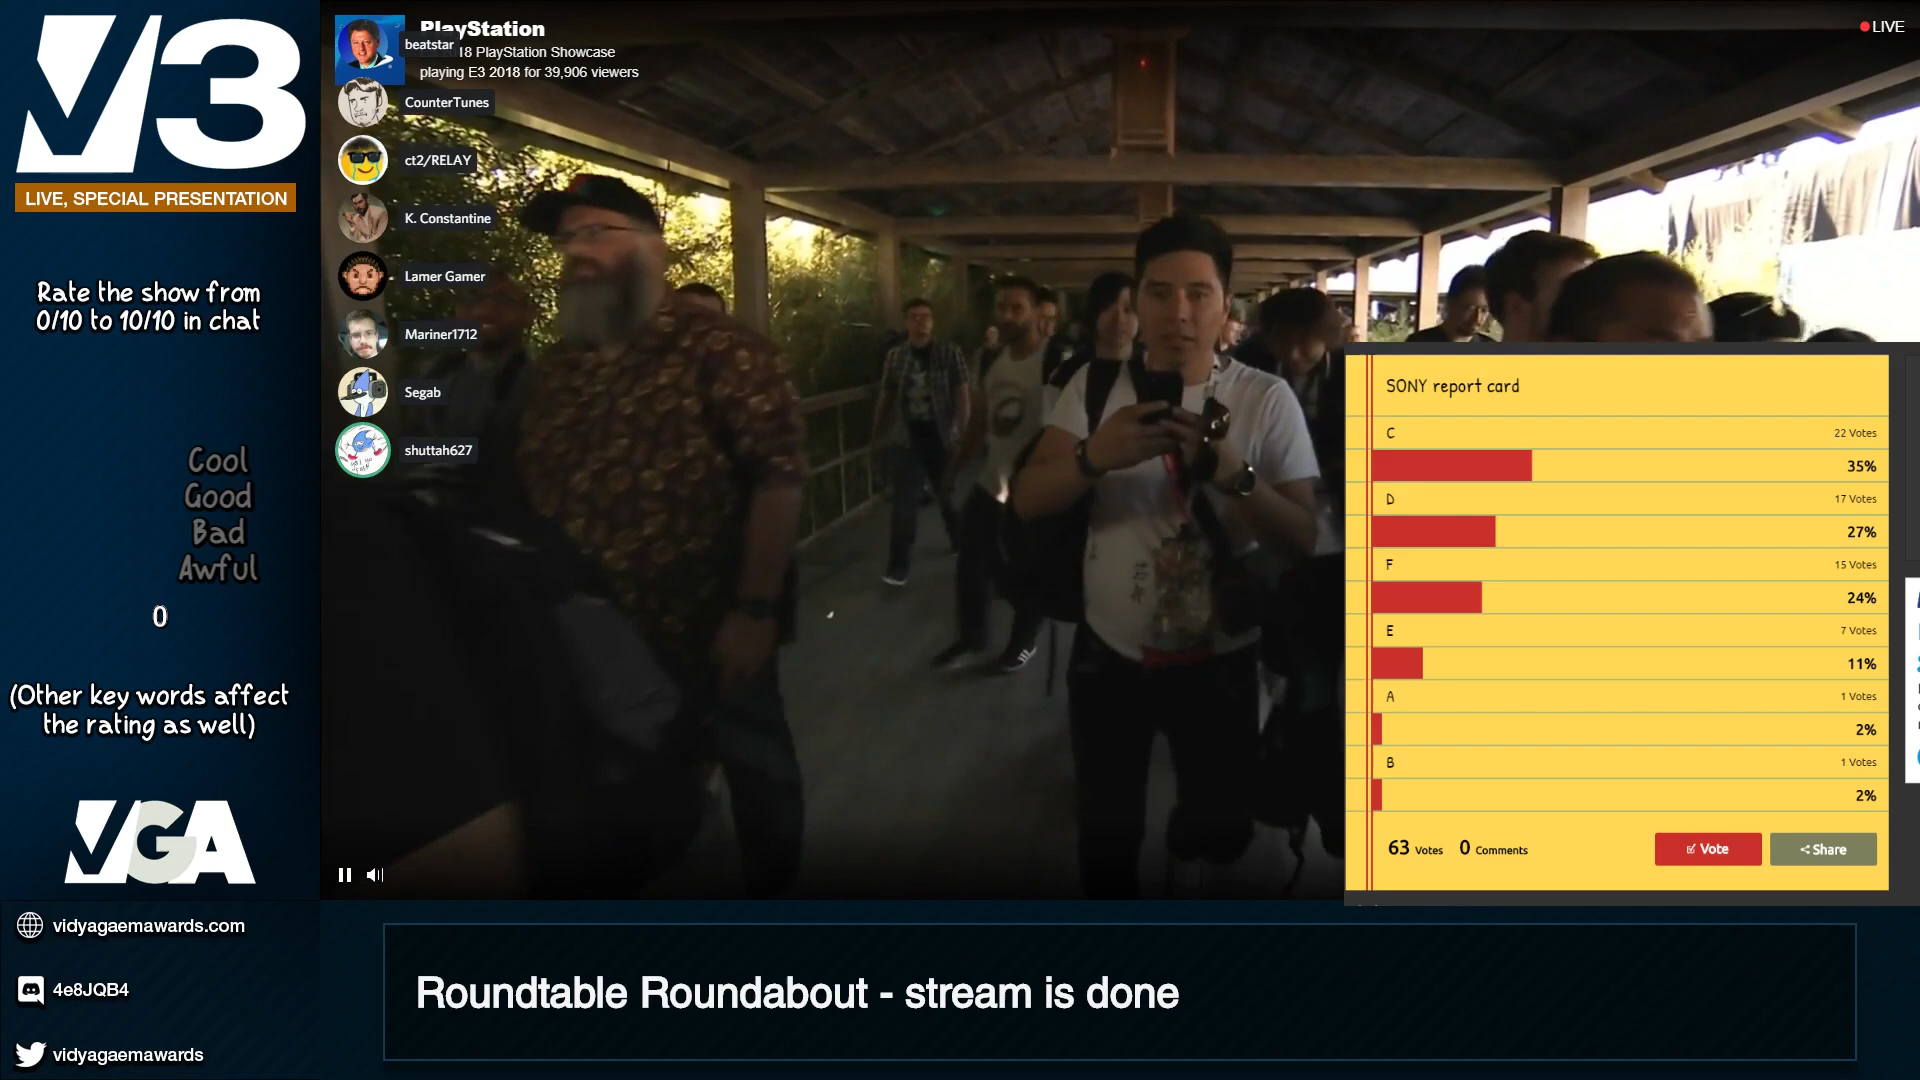 V3
LIVE, SPECIAL PRESENTATION
Rate the show from
0/10 to 10/10 in chat
Cool
Good
Bad
Awful
0
(Other key words affect
the rating as well)
VGA
vidyagaemawards.com
4e8JQB4
vidyagaemawards
PlayStation
18 PlayStation Showcase
playing E3 2018 for 39,906 viewers
LIVE
beatstar
CounterTunes
ct2/RELAY
K. Constantine
Lamer Gamer
Mariner1712
Segab
shuttah627
SONY report card
C 22 Votes
35%
D 17 Votes
27%
F 15 Votes
24%
E 7 Votes
11%
A 1 Votes
2%
B 1 Votes
2%
63 Votes 0 Comments
Vote
Share
Roundtable Roundabout - stream is done